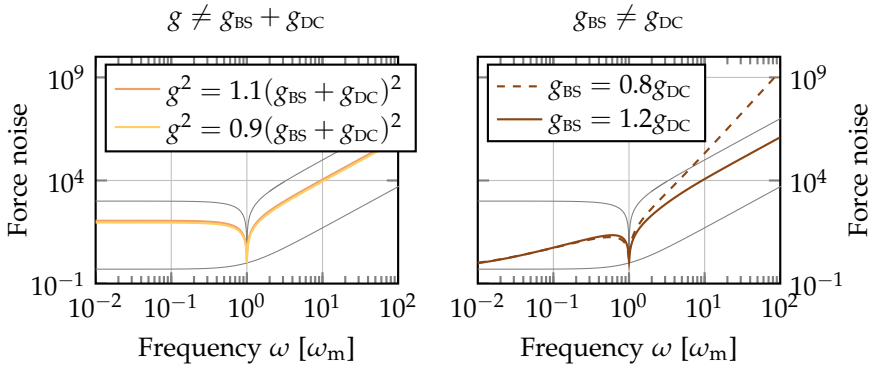 g ≠ g_BS + g_DC
g_BS ≠ g_DC
10^9
10^4
10^−1
Force noise
g^2 = 1.1(g_BS + g_DC)^2
g^2 = 0.9(g_BS + g_DC)^2
10^−2 10^−1 10^0 10^1 10^2
Frequency ω [ω_m]
g_BS = 0.8g_DC
g_BS = 1.2g_DC
10^9
10^4
10^−1
Force noise
10^−2 10^−1 10^0 10^1 10^2
Frequency ω [ω_m]